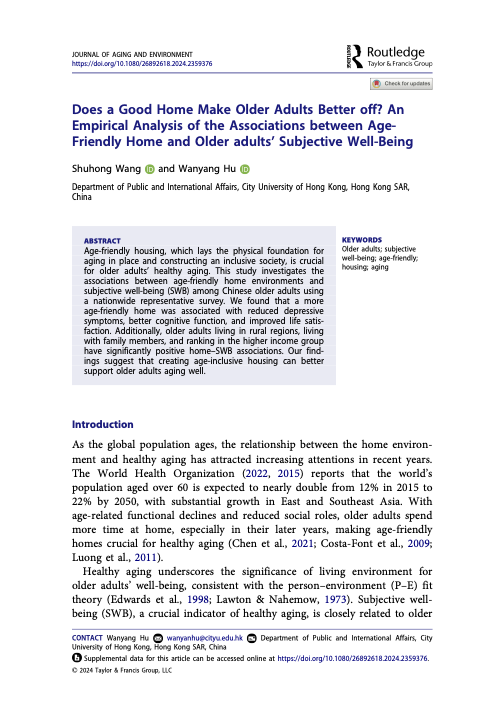 JOURNAL OF AGING AND ENVIRONMENT
https://doi.org/10.1080/26892618.2024.2359376
ROUTLEDGE
Routledge
Taylor & Francis Group
Check for updates
Does a Good Home Make Older Adults Better off? An
Empirical Analysis of the Associations between Age-
Friendly Home and Older adults' Subjective Well-Being
Shuhong Wang iD and Wanyang Hu iD
Department of Public and International Affairs, City University of Hong Kong, Hong Kong SAR,
China
ABSTRACT
Age-friendly housing, which lays the physical foundation for
aging in place and constructing an inclusive society, is crucial
for older adults' healthy aging. This study investigates the
associations between age-friendly home environments and
subjective well-being (SWB) among Chinese older adults using
a nationwide representative survey. We found that a more
age-friendly home was associated with reduced depressive
symptoms, better cognitive function, and improved life satis-
faction. Additionally, older adults living in rural regions, living
with family members, and ranking in the higher income group
have significantly positive home–SWB associations. Our find-
ings suggest that creating age-inclusive housing can better
support older adults aging well.
KEYWORDS
Older adults; subjective
well-being; age-friendly;
housing; aging
Introduction
As the global population ages, the relationship between the home environ-
ment and healthy aging has attracted increasing attentions in recent years.
The World Health Organization (2022, 2015) reports that the world's
population aged over 60 is expected to nearly double from 12% in 2015 to
22% by 2050, with substantial growth in East and Southeast Asia. With
age-related functional declines and reduced social roles, older adults spend
more time at home, especially in their later years, making age-friendly
homes crucial for healthy aging (Chen et al., 2021; Costa-Font et al., 2009;
Luong et al., 2011).
Healthy aging underscores the significance of living environment for
older adults' well-being, consistent with the person–environment (P–E) fit
theory (Edwards et al., 1998; Lawton & Nahemow, 1973). Subjective well-
being (SWB), a crucial indicator of healthy aging, is closely related to older
CONTACT Wanyang Hu wanyanhu@cityu.edu.hk Department of Public and International Affairs, City
University of Hong Kong, Hong Kong SAR, China
Supplemental data for this article can be accessed online at https://doi.org/10.1080/26892618.2024.2359376.
© 2024 Taylor & Francis Group, LLC